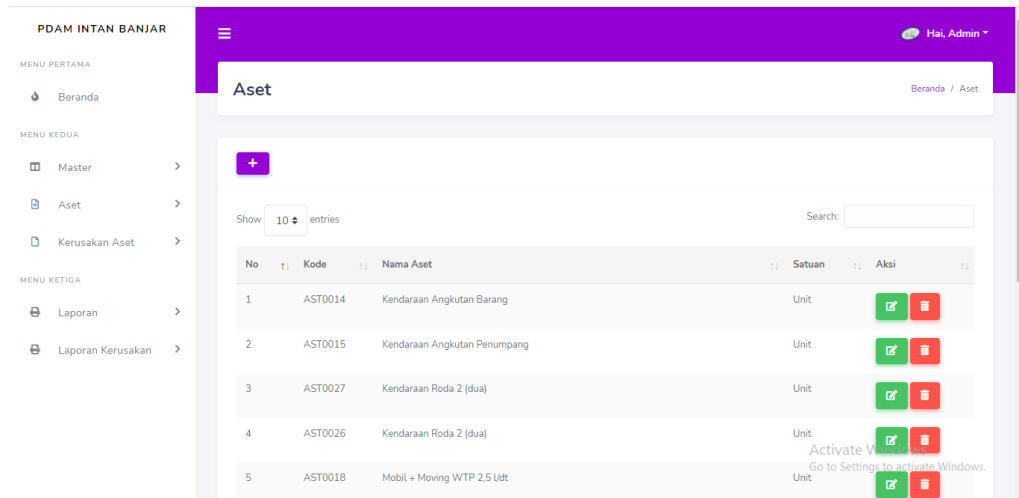 PDAM INTAN BANJAR
Hai, Admin
MENU PERTAMA
Beranda
Aset
Beranda / Aset
MENU KEDUA
Master
Aset
Kerusakan Aset
MENU KETIGA
Laporan
Laporan Kerusakan
+
Show 10 entries
Search:
No Kode Nama Aset Satuan Aksi
1 AST0014 Kendaraan Angkutan Barang Unit
2 AST0015 Kendaraan Angkutan Penumpang Unit
3 AST0027 Kendaraan Roda 2 (dua) Unit
4 AST0026 Kendaraan Roda 2 (dua) Unit
5 AST0018 Mobil + Moving WTP 2,5 l/dt Unit
Activate Windows
Go to Settings to activate Windows.